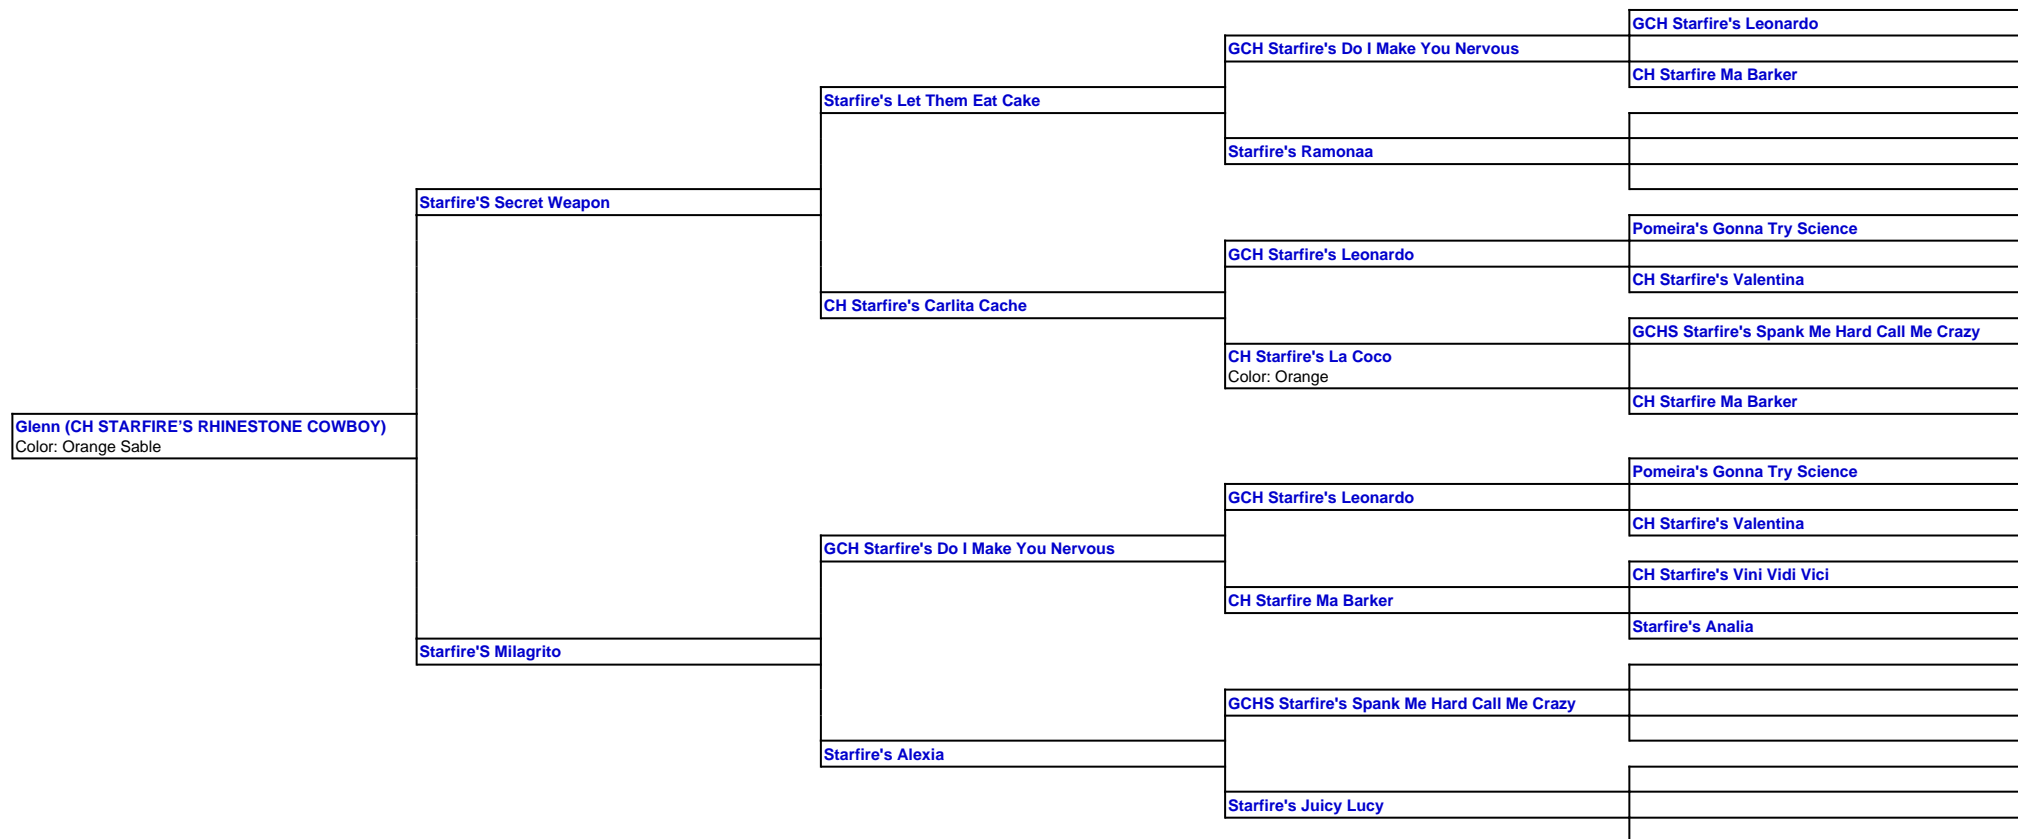 GCH Starfire's Leonardo
GCH Starfire's Do I Make You Nervous
CH Starfire Ma Barker
Starfire's Let Them Eat Cake
Starfire's Ramonaa
Starfire'S Secret Weapon
Pomeira's Gonna Try Science
GCH Starfire's Leonardo
CH Starfire's Valentina
CH Starfire's Carlita Cache
GCHS Starfire's Spank Me Hard Call Me Crazy
CH Starfire's La Coco
Color: Orange
CH Starfire Ma Barker
Glenn (CH STARFIRE’S RHINESTONE COWBOY)
Color: Orange Sable
Pomeira's Gonna Try Science
GCH Starfire's Leonardo
CH Starfire's Valentina
GCH Starfire's Do I Make You Nervous
CH Starfire's Vini Vidi Vici
CH Starfire Ma Barker
Starfire's Analia
Starfire'S Milagrito
GCHS Starfire's Spank Me Hard Call Me Crazy
Starfire's Alexia
Starfire's Juicy Lucy